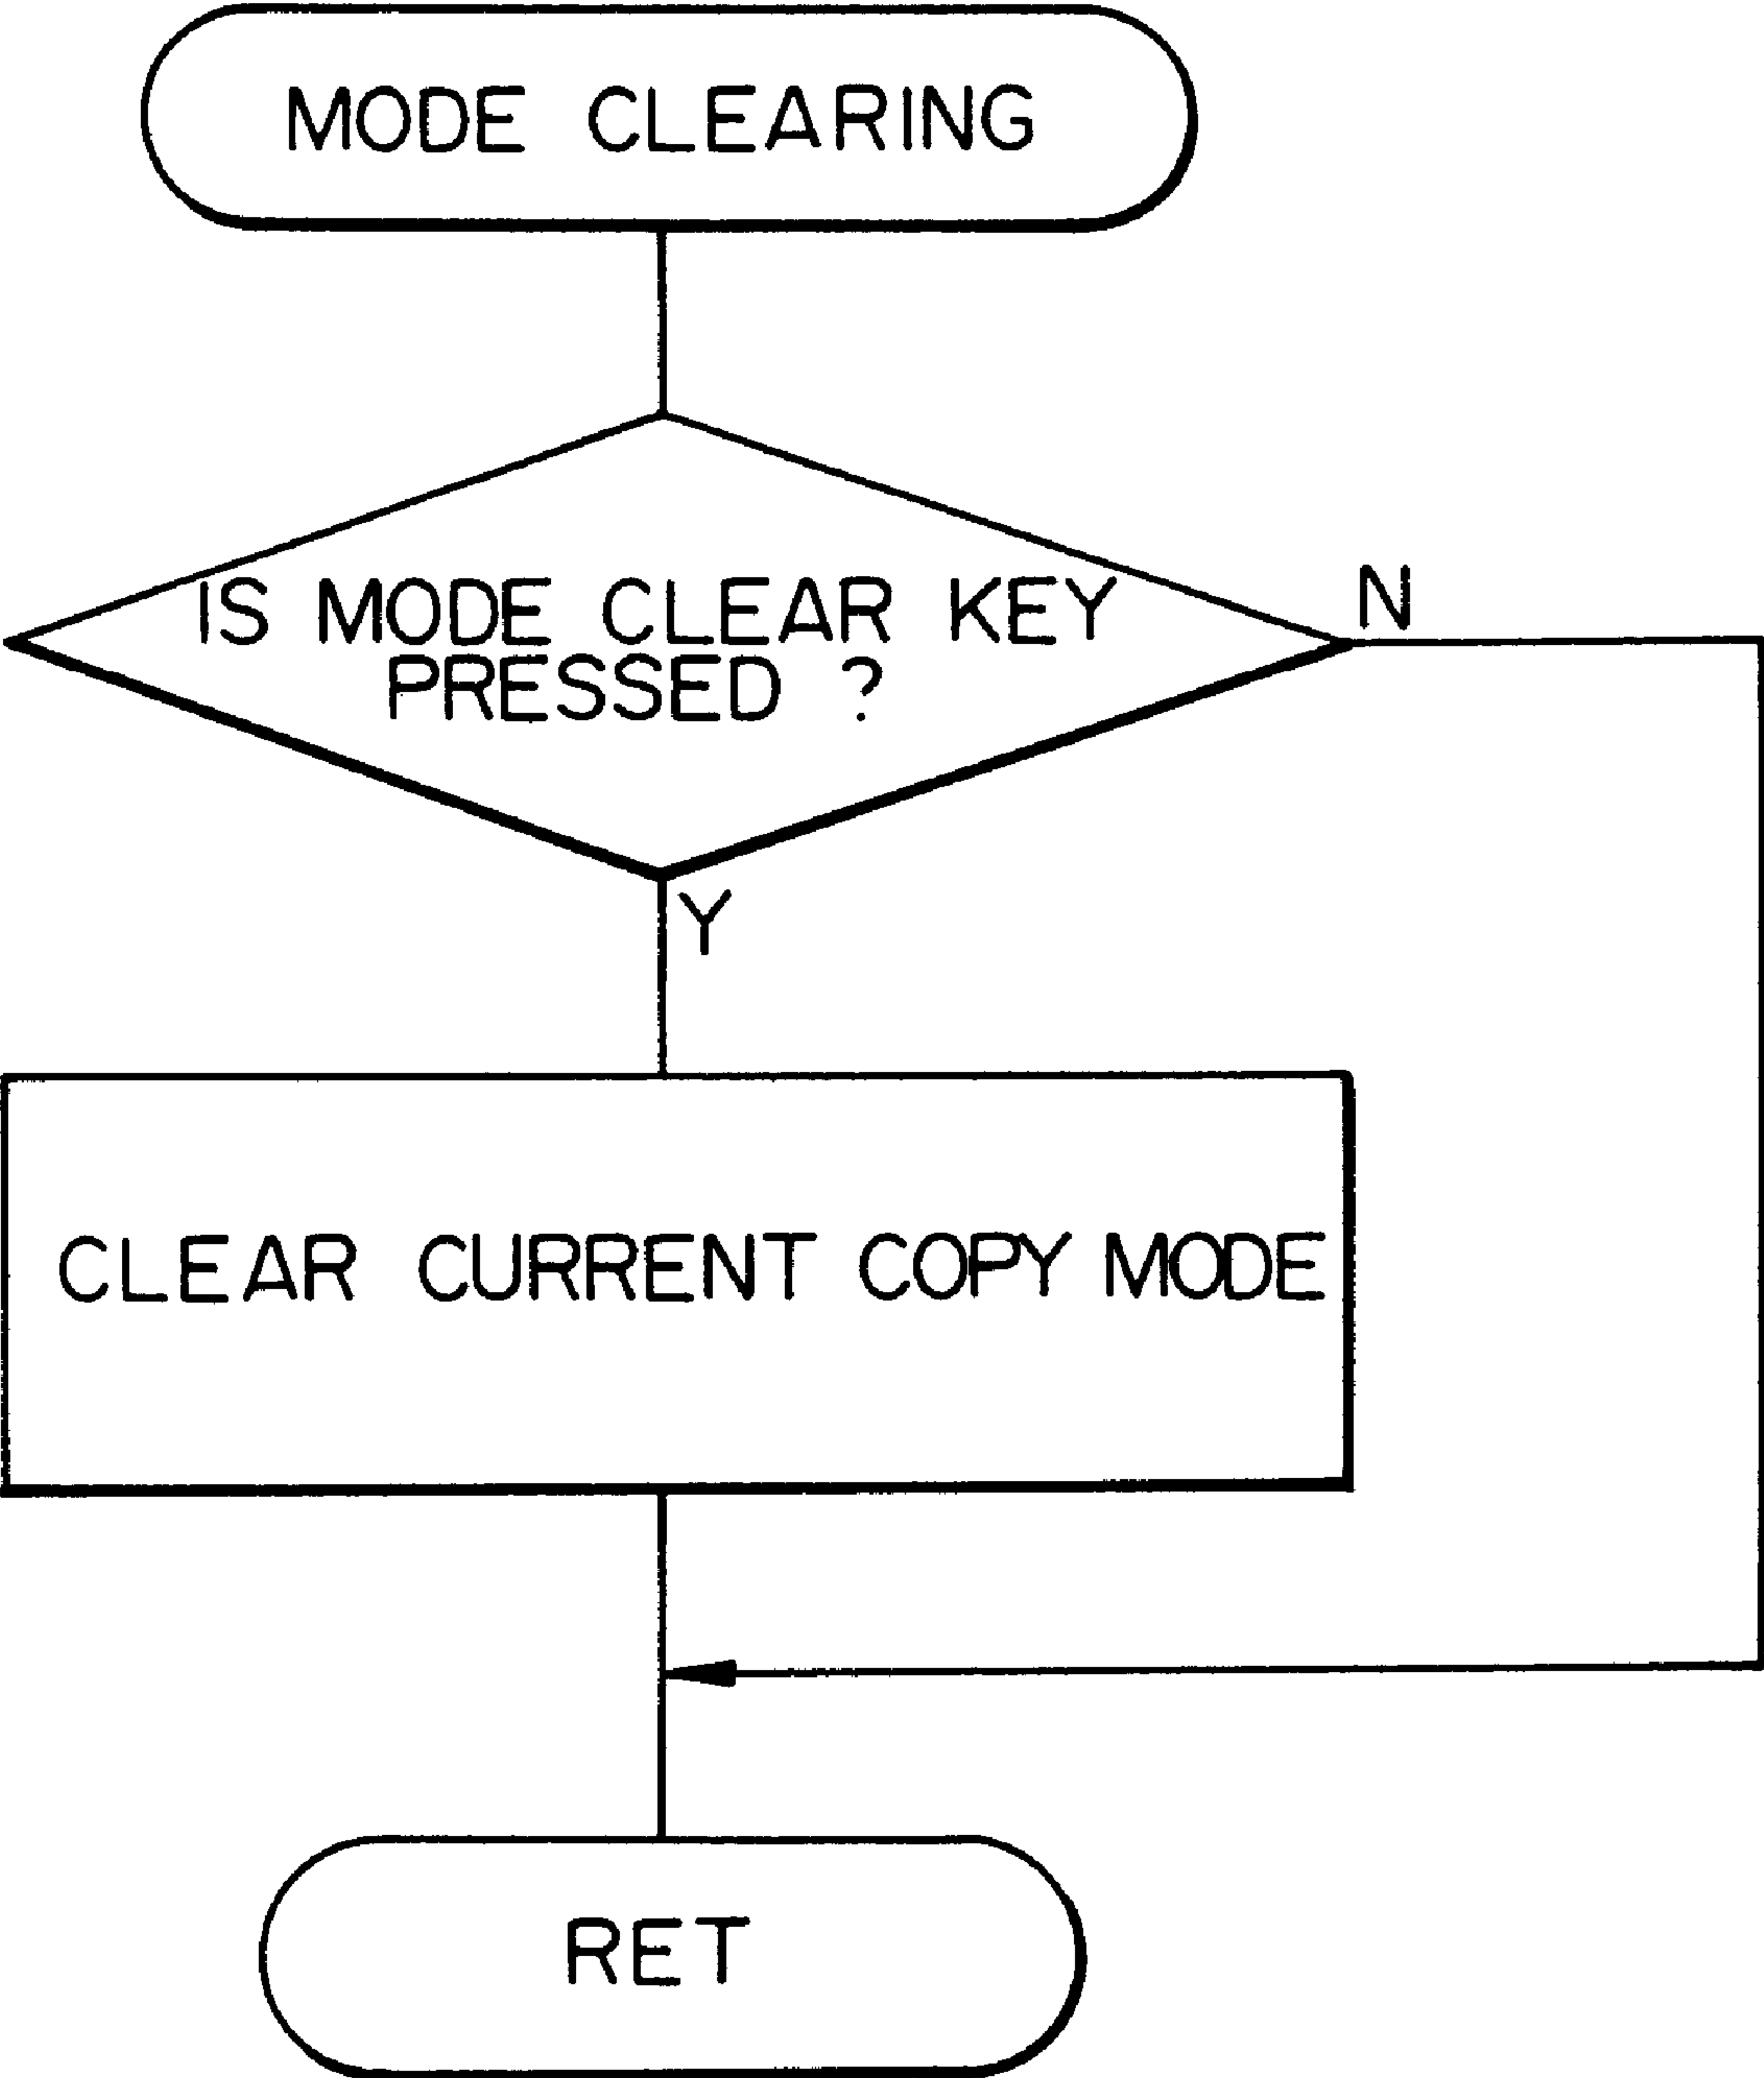 MODE CLEARING
IS MODE CLEAR KEY
PRESSED ?
N
Y
CLEAR CURRENT COPY MODE
RET